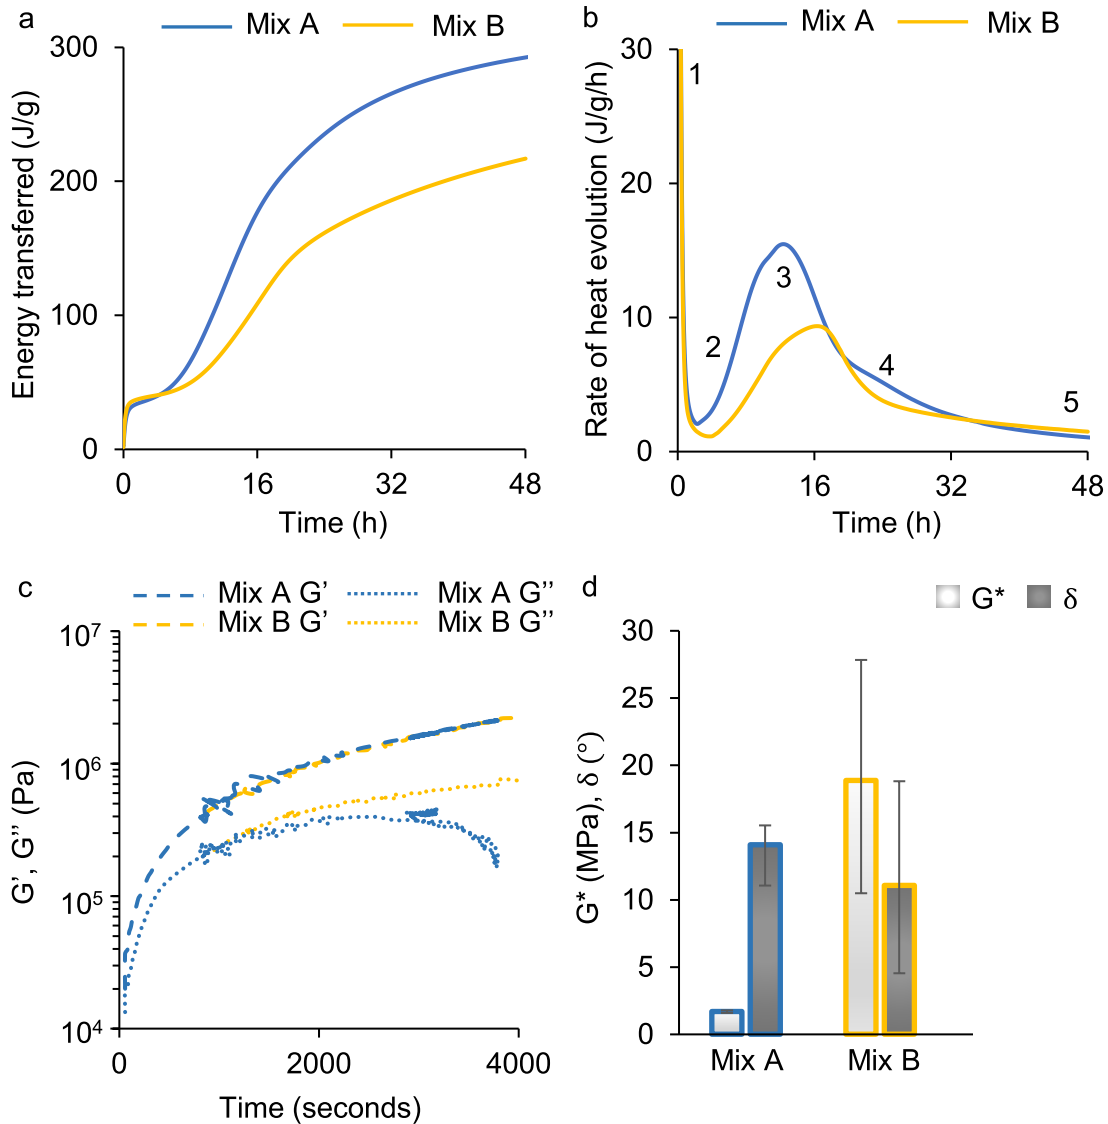 a
Mix A Mix B
Energy transferred (J/g)
300
200
100
0
0 16 32 48
Time (h)
b
Mix A Mix B
Rate of heat evolution (J/g/h)
30
20
10
0
1
2
3
4
5
0 16 32 48
Time (h)
c
Mix A G’ Mix A G’’
Mix B G’ Mix B G’’
G’, G’’ (Pa)
10⁷
10⁶
10⁵
10⁴
0 2000 4000
Time (seconds)
d
G* δ
G* (MPa), δ (°)
30
25
20
15
10
5
0
Mix A Mix B